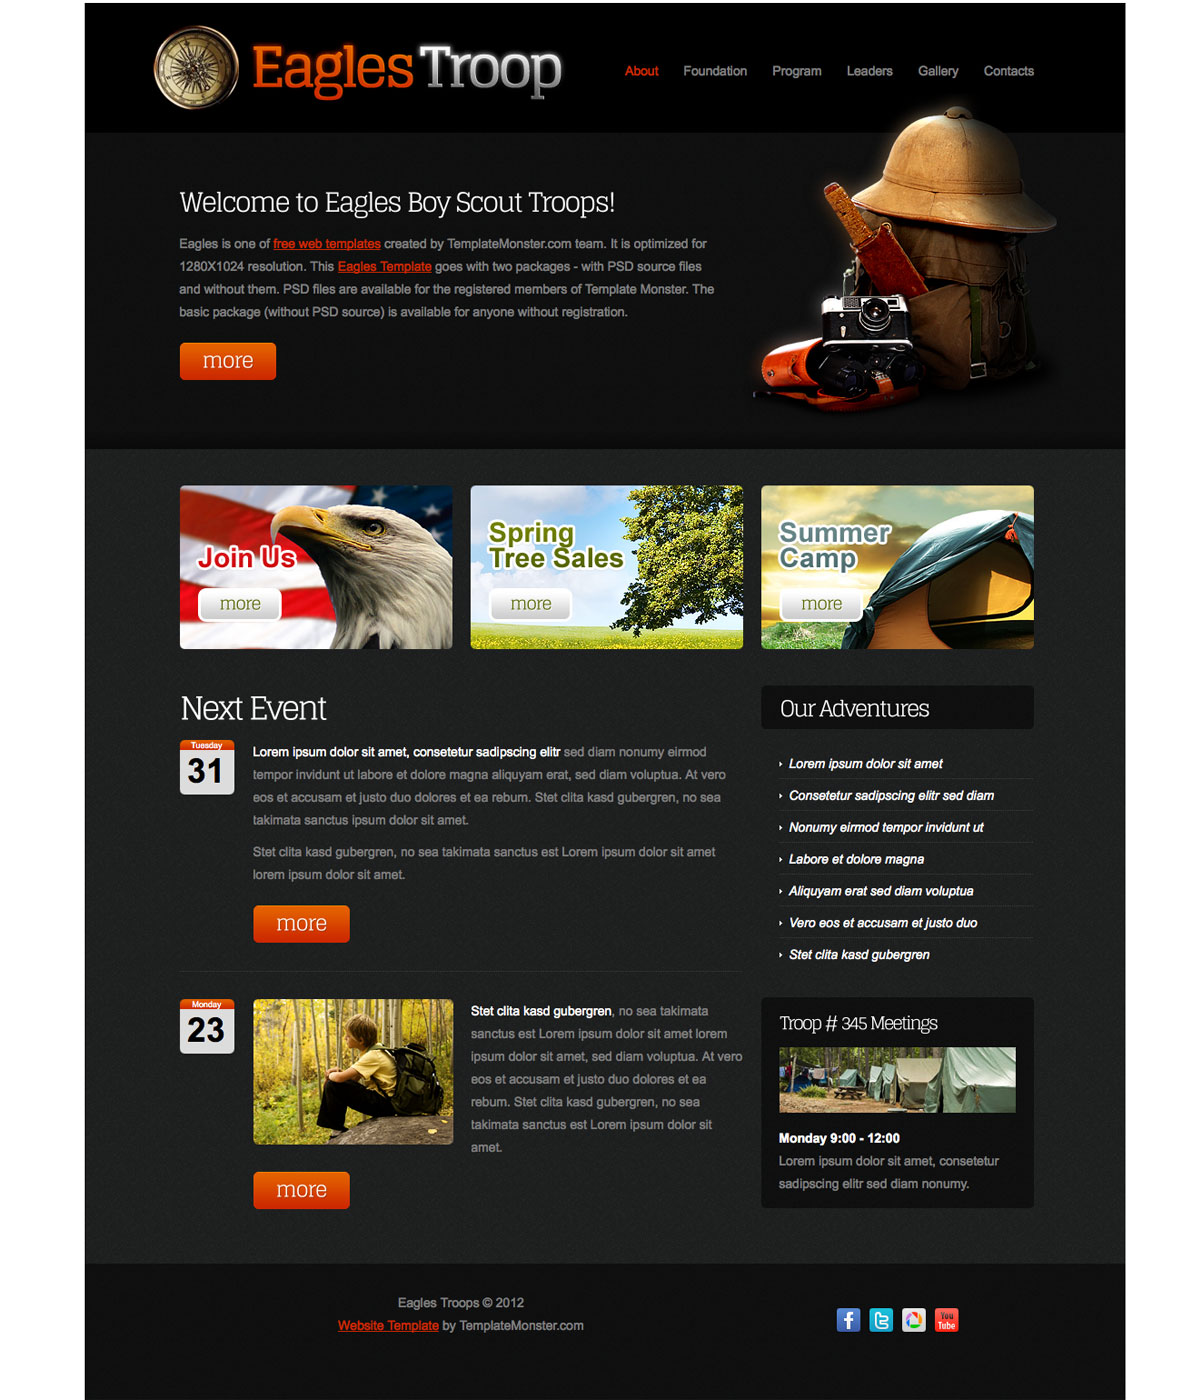 Eagles Troop
About Foundation Program Leaders Gallery Contacts
Welcome to Eagles Boy Scout Troops!
Eagles is one of free web templates created by TemplateMonster.com team. It is optimized for
1280X1024 resolution. This Eagles Template goes with two packages - with PSD source files
and without them. PSD files are available for the registered members of Template Monster. The
basic package (without PSD source) is available for anyone without registration.
more
Join Us
more
Spring
Tree Sales
more
Summer
Camp
more
Next Event
Tuesday
31
Lorem ipsum dolor sit amet, consetetur sadipscing elitr sed diam nonumy eirmod
tempor invidunt ut labore et dolore magna aliquyam erat, sed diam voluptua. At vero
eos et accusam et justo duo dolores et ea rebum. Stet clita kasd gubergren, no sea
takimata sanctus ipsum dolor sit amet.
Stet clita kasd gubergren, no sea takimata sanctus est Lorem ipsum dolor sit amet
lorem ipsum dolor sit amet.
more
Monday
23
Stet clita kasd gubergren, no sea takimata
sanctus est Lorem ipsum dolor sit amet lorem
ipsum dolor sit amet, sed diam voluptua. At vero
eos et accusam et justo duo dolores et ea
rebum. Stet clita kasd gubergren, no sea
takimata sanctus est Lorem ipsum dolor sit
amet.
more
Our Adventures
Lorem ipsum dolor sit amet
Consetetur sadipscing elitr sed diam
Nonumy eirmod tempor invidunt ut
Labore et dolore magna
Aliquyam erat sed diam voluptua
Vero eos et accusam et justo duo
Stet clita kasd gubergren
Troop # 345 Meetings
Monday 9:00 - 12:00
Lorem ipsum dolor sit amet, consetetur
sadipscing elitr sed diam nonumy.
Eagles Troops © 2012
Website Template by TemplateMonster.com
f
t
You
Tube